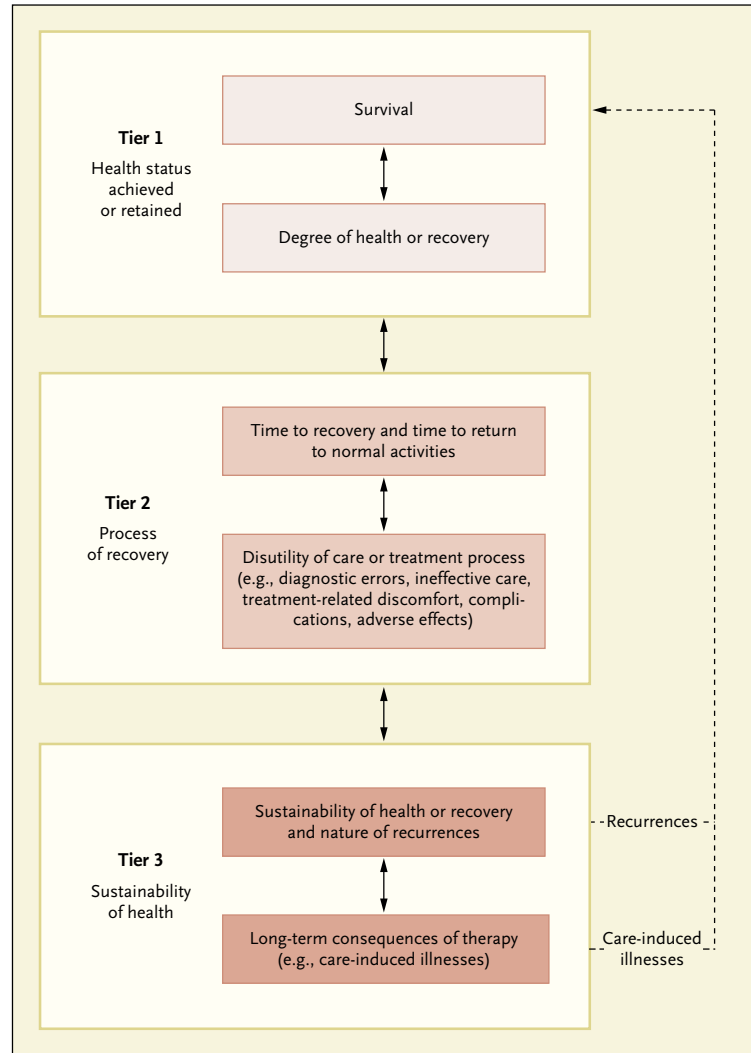 Survival
Tier 1
Health status
achieved
or retained
Degree of health or recovery
Time to recovery and time to return
to normal activities
Tier 2
Process
of recovery
Disutility of care or treatment process
(e.g., diagnostic errors, ineffective care,
treatment-related discomfort, compli-
cations, adverse effects)
Sustainability of health or recovery
and nature of recurrences
Recurrences
Tier 3
Sustainability
of health
Long-term consequences of therapy
(e.g., care-induced illnesses)
Care-induced
illnesses